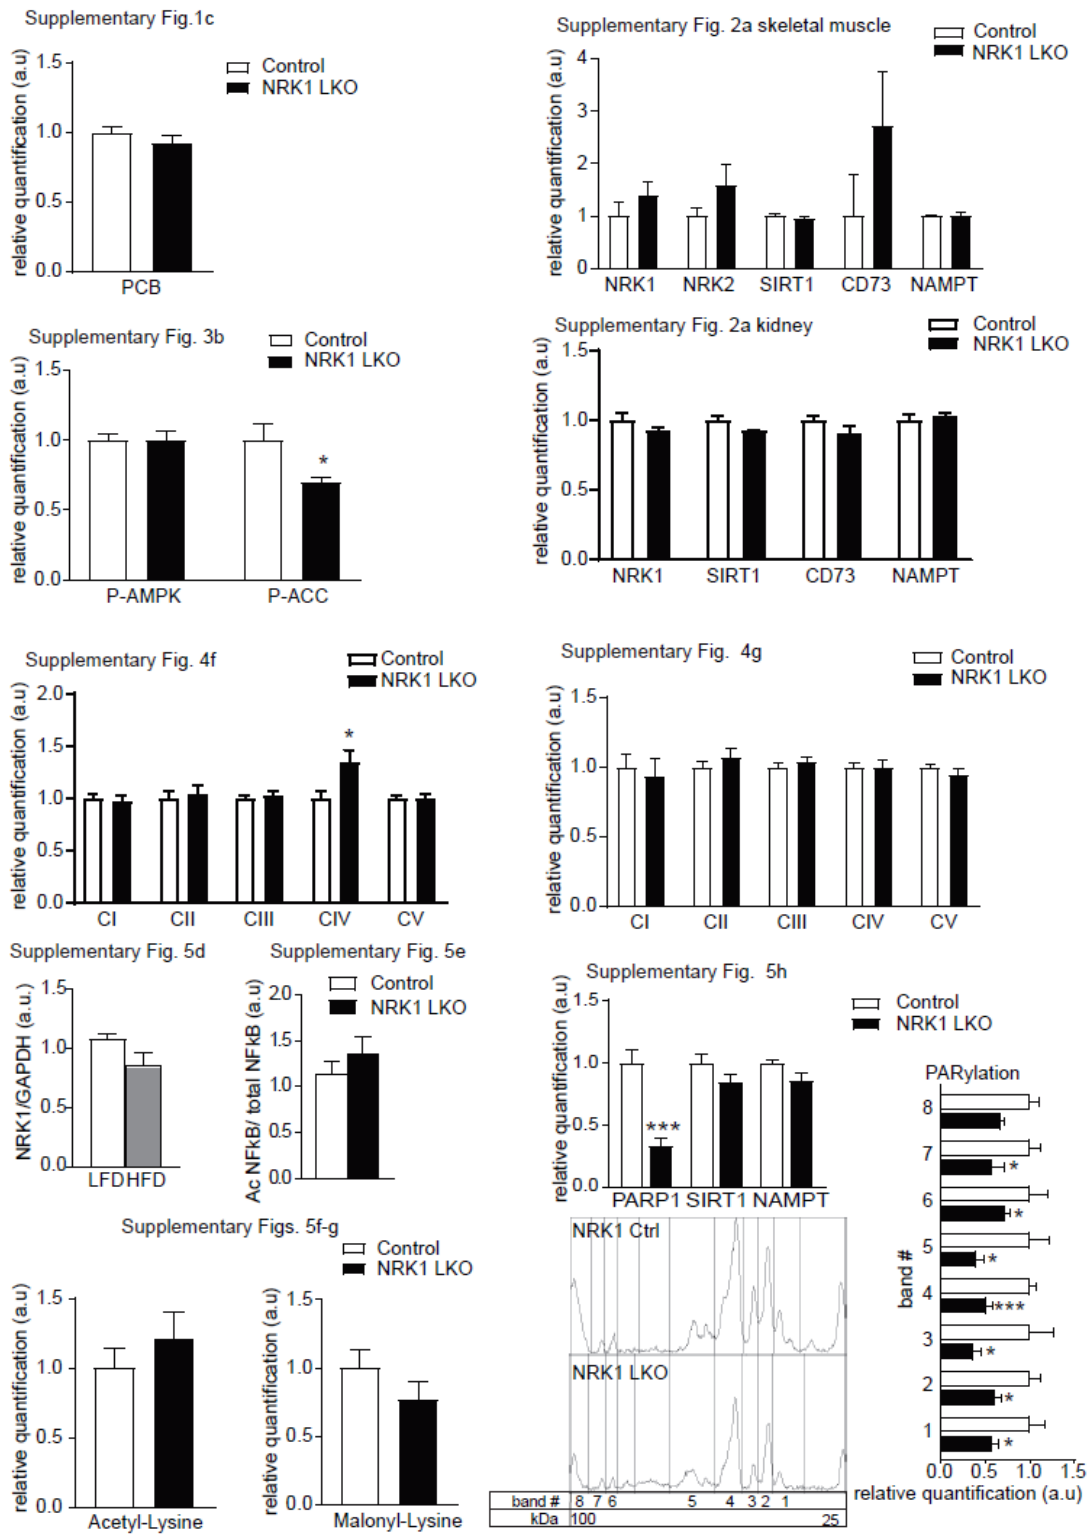 Supplementary Fig.1c
relative quantification (a.u)
1.5
1.0
0.5
0.0
Control
NRK1 LKO
PCB
Supplementary Fig. 2a skeletal muscle
relative quantification (a.u)
4
3
2
1
0
Control
NRK1 LKO
NRK1 NRK2 SIRT1 CD73 NAMPT
Supplementary Fig. 3b
relative quantification (a.u)
1.5
1.0
0.5
0.0
Control
NRK1 LKO
*
P-AMPK P-ACC
Supplementary Fig. 2a kidney
relative quantification (a.u)
1.5
1.0
0.5
0.0
Control
NRK1 LKO
NRK1 SIRT1 CD73 NAMPT
Supplementary Fig. 4f
relative quantification (a.u)
2.0
1.5
1.0
0.5
0.0
Control
NRK1 LKO
*
CI CII CIII CIV CV
Supplementary Fig. 4g
relative quantification (a.u)
1.5
1.0
0.5
0.0
Control
NRK1 LKO
CI CII CIII CIV CV
Supplementary Fig. 5d
NRK1/GAPDH (a.u.)
1.5
1.0
0.5
0.0
LFD HFD
Supplementary Fig. 5e
Ac NFkB/ total NFkB (a.u)
2.0
1.5
1.0
0.5
0.0
Control
NRK1 LKO
Supplementary Fig. 5h
relative quantification (a.u)
1.5
1.0
0.5
0.0
Control
NRK1 LKO
***
PARP1 SIRT1 NAMPT
PARylation
band #
8
7 *
6 *
5 *
4 ***
3 *
2 *
1 *
0.0 0.5 1.0 1.5
relative quantification (a.u)
NRK1 Ctrl
NRK1 LKO
band # 8 7 6 5 4 3 2 1
kDa 100 25
Supplementary Figs. 5f-g
Control
NRK1 LKO
relative quantification (a.u)
1.5
1.0
0.5
0.0
Acetyl-Lysine
relative quantification (a.u)
1.5
1.0
0.5
0.0
Malonyl-Lysine